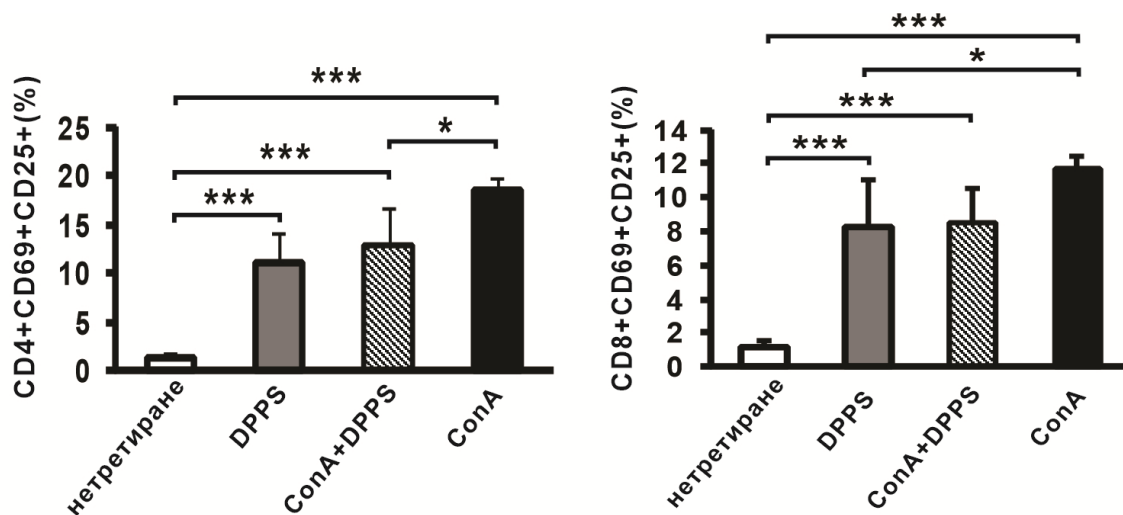 ***
***
*
***
***
CD4+CD69+CD25+(%)
25
20
15
10
5
0
нетретиране
DPPS
ConA+DPPS
ConA
***
*
***
***
CD8+CD69+CD25+(%)
14
12
10
8
6
4
2
0
нетретиране
DPPS
ConA+DPPS
ConA